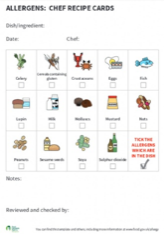 ALLERGENS: CHEF RECIPE CARDS
Dish/ingredient:
Date: Chef:
Celery Cereals containing gluten Crustaceans Eggs Fish
Lupin Milk Molluscs Mustard Nuts
Peanuts Sesame seeds Soya Sulphur dioxide TICK THE ALLERGENS WHICH ARE IN THE DISH
Notes:
Reviewed and checked by: